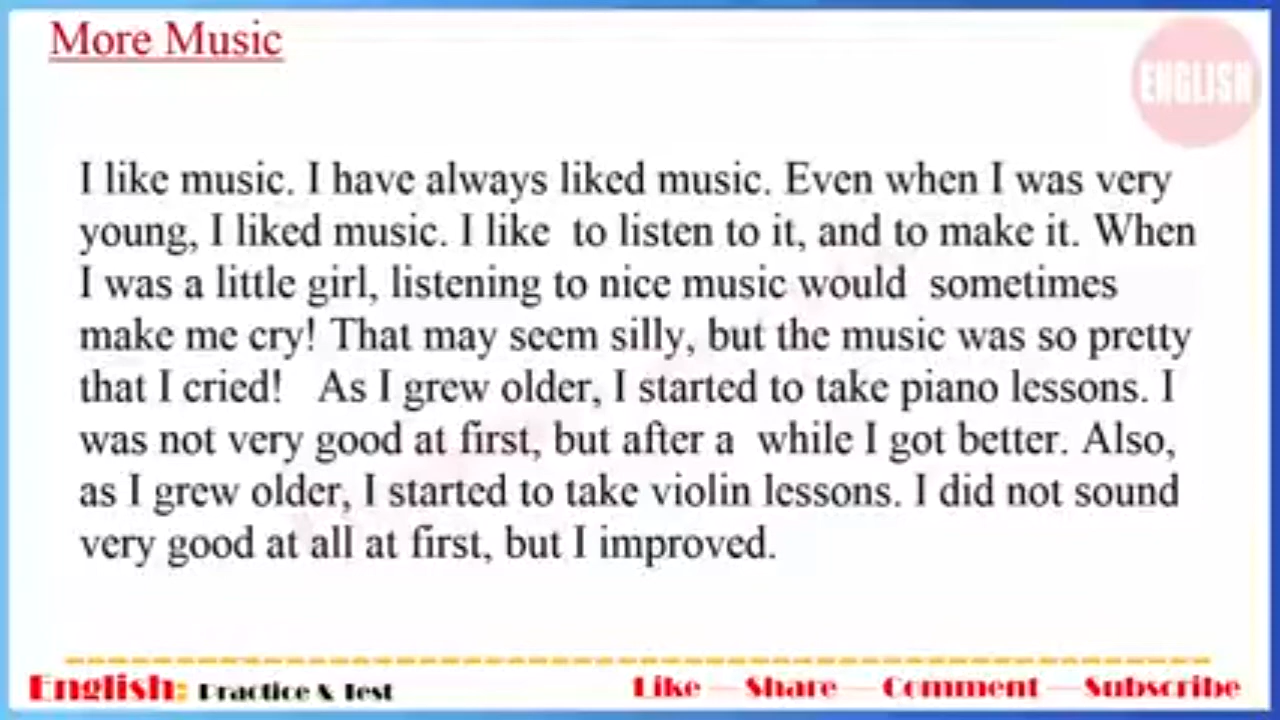 More Music
ENGLISH
I like music. I have always liked music. Even when I was very
young, I liked music. I like  to listen to it, and to make it. When
I was a little girl, listening to nice music would  sometimes
make me cry! That may seem silly, but the music was so pretty
that I cried!   As I grew older, I started to take piano lessons. I
was not very good at first, but after a  while I got better. Also,
as I grew older, I started to take violin lessons. I did not sound
very good at all at first, but I improved.
English: Practice & Test
Like — Share — Comment — Subscribe